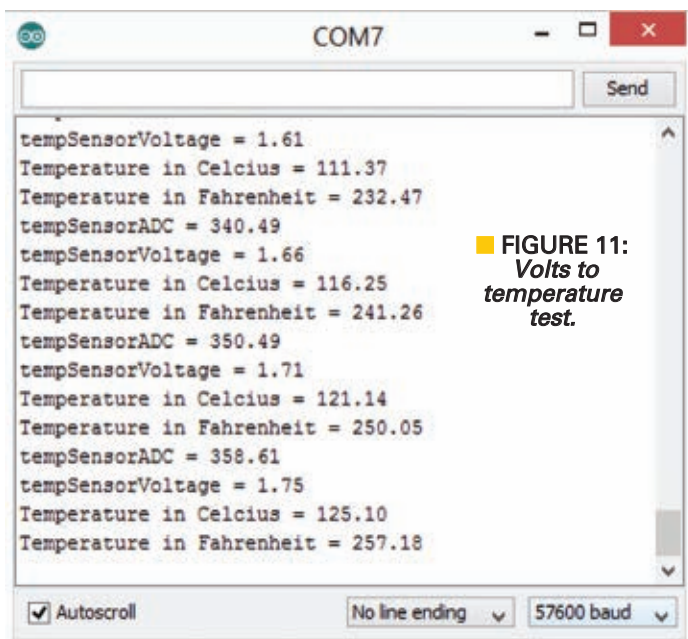 COM7
Send
tempSensorVoltage = 1.61
Temperature in Celcius = 111.37
Temperature in Fahrenheit = 232.47
tempSensorADC = 340.49
tempSensorVoltage = 1.66
Temperature in Celcius = 116.25
Temperature in Fahrenheit = 241.26
tempSensorADC = 350.49
tempSensorVoltage = 1.71
Temperature in Celcius = 121.14
Temperature in Fahrenheit = 250.05
tempSensorADC = 358.61
tempSensorVoltage = 1.75
Temperature in Celcius = 125.10
Temperature in Fahrenheit = 257.18
FIGURE 11:
Volts to
temperature
test.
Autoscroll
No line ending
57600 baud